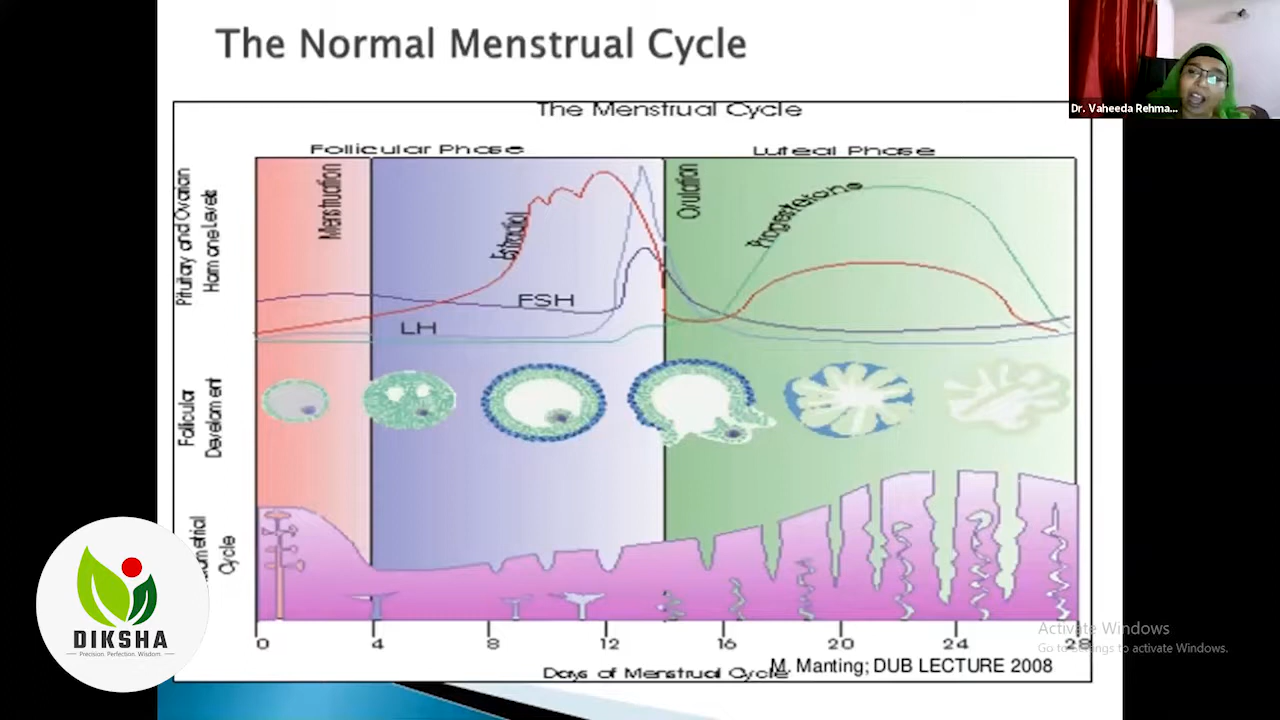 The Normal Menstrual Cycle
Dr. Vaheeda Rehma...
The Menstrual Cycle
Follicular Phase
Luteal Phase
Pituitary and Ovarian
Hormone Levels
Menstruation
Estradiol
FSH
LH
Ovulation
Progesterone
Follicular
Development
Cycle
0 4 8 12 16 20 24 28
Days of Menstrual Cycle
M. Manting; DUB LECTURE 2008
Activate Windows
Go to Settings to activate Windows.
DIKSHA
Precision. Perfection. Wisdom.